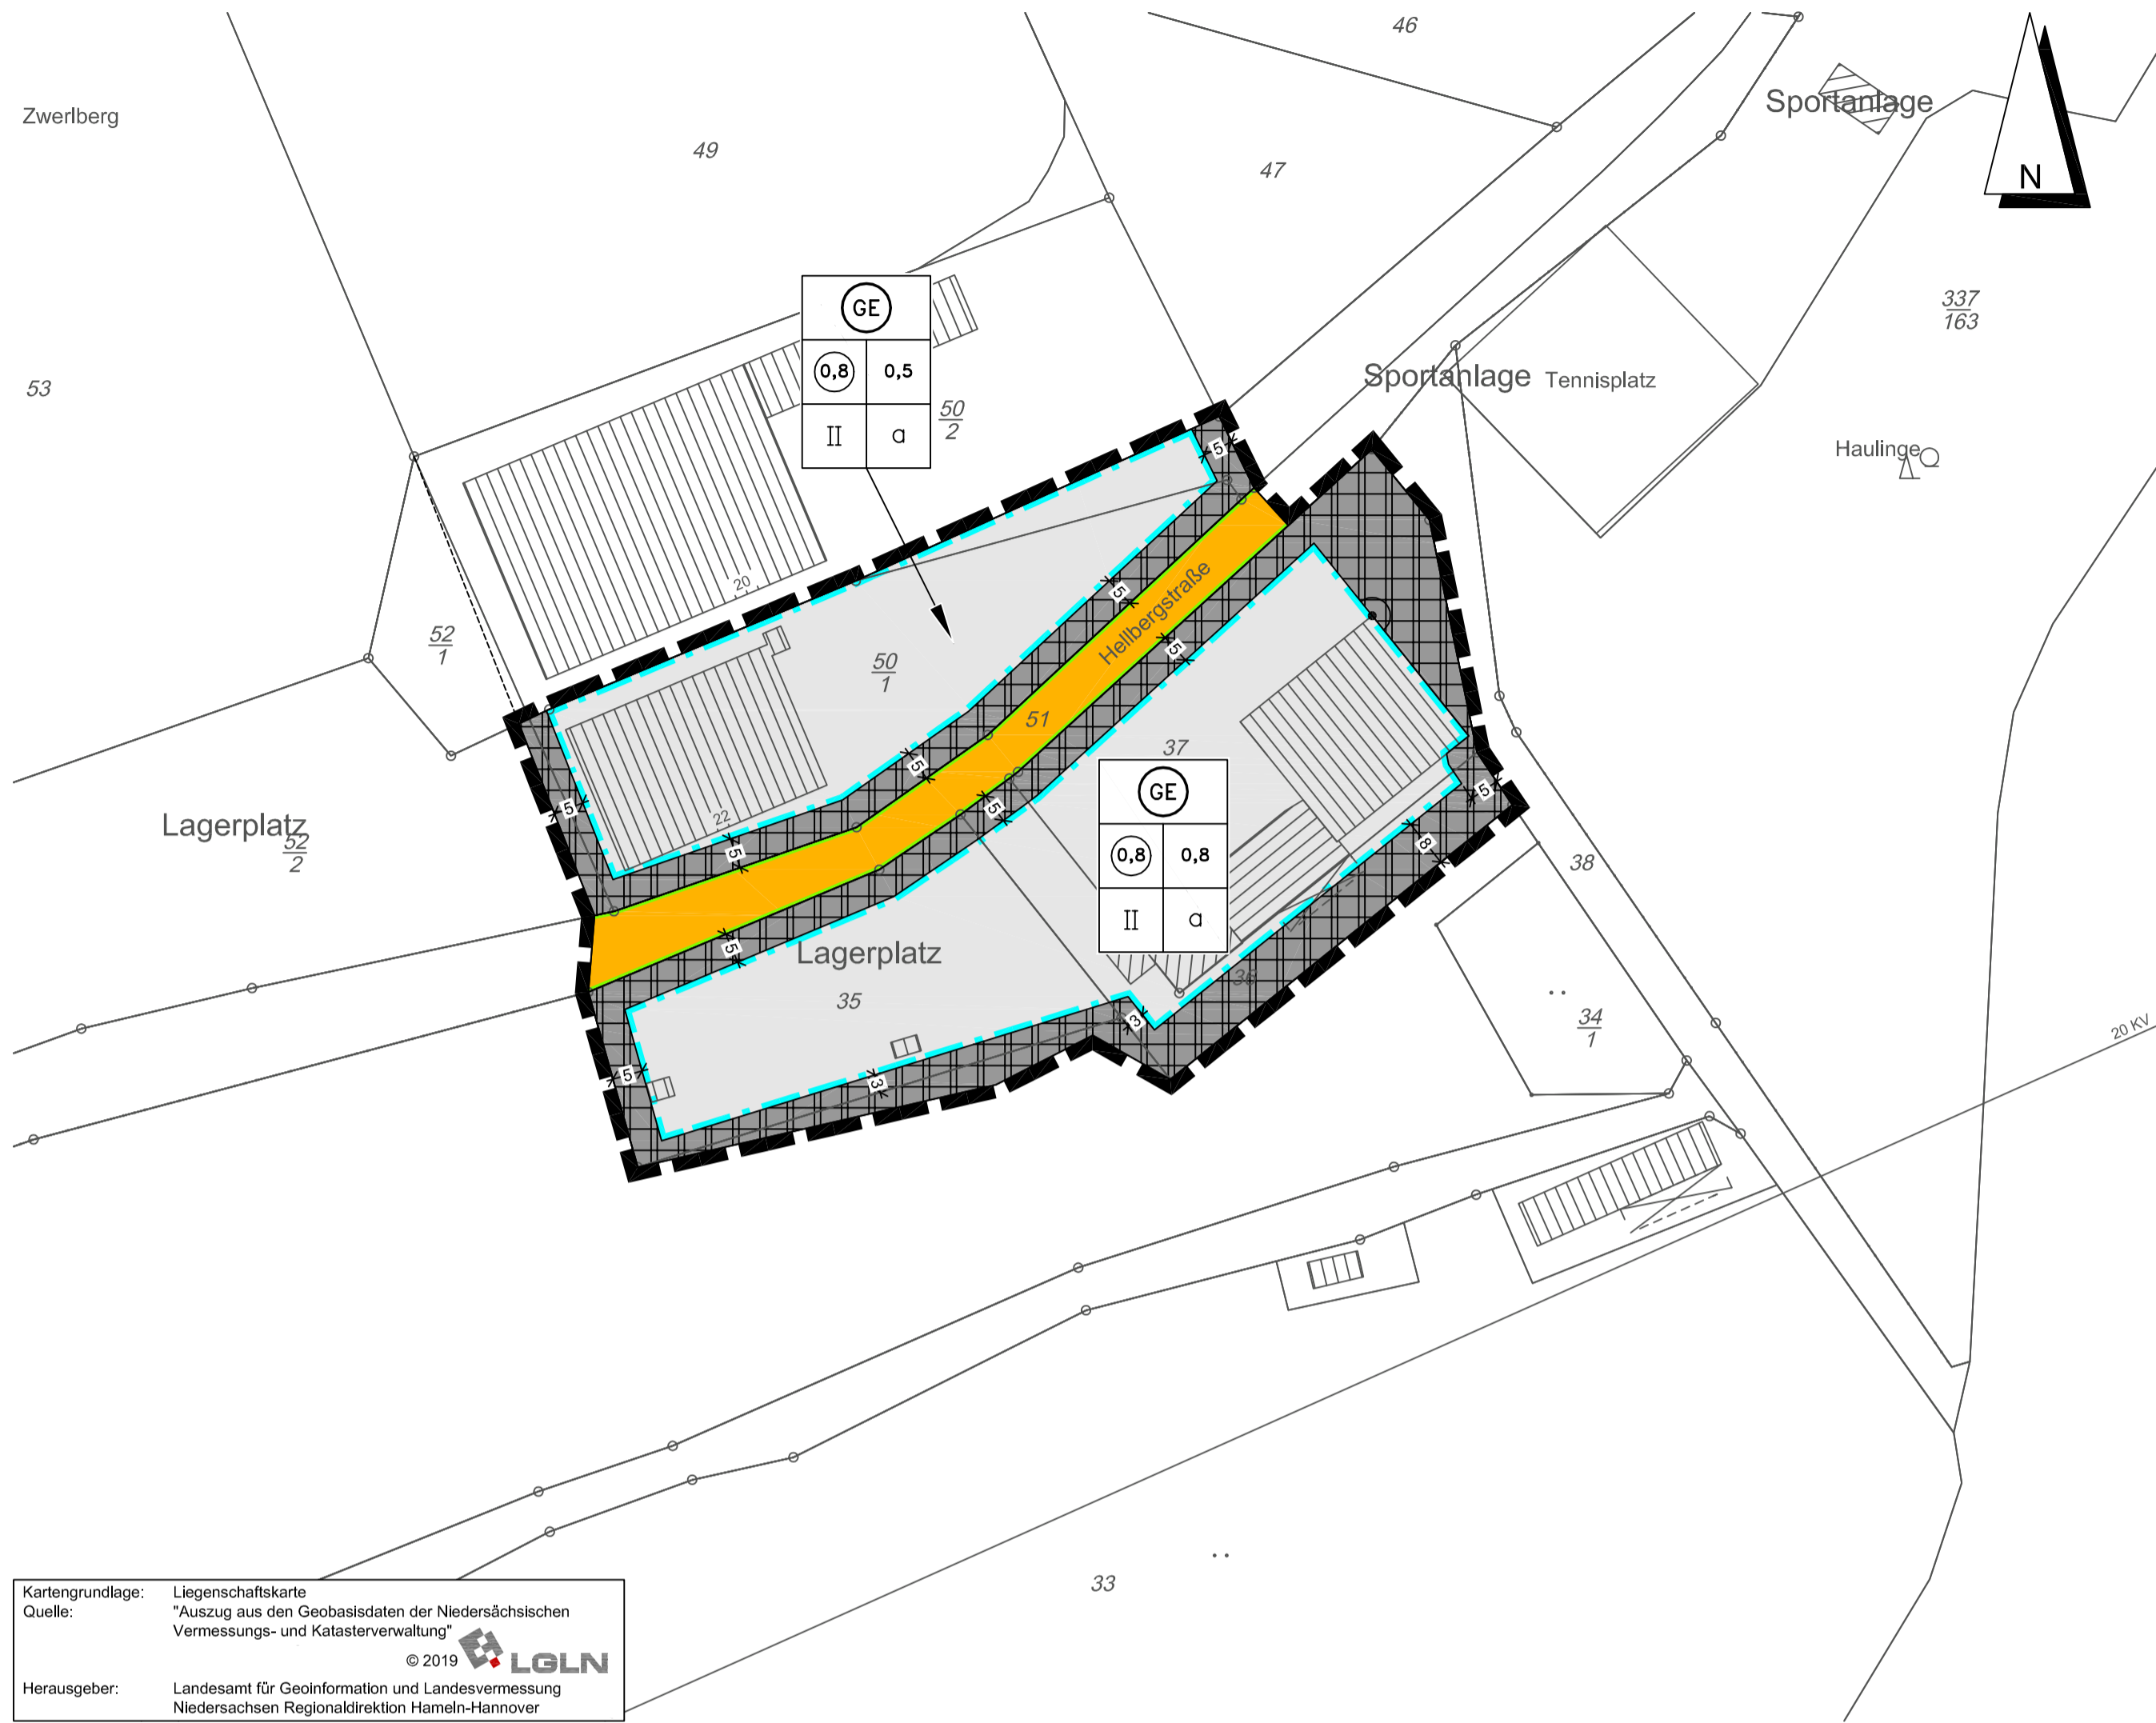 46
Zwerlberg
Sportanlage
49
47
N
337
163
GE
0,8 0,5
II a
53
Sportanlage Tennisplatz
50
2
Haulinge
5
20
5
Hellbergstraße
52
1
50
1
5
51
37
5
5
5
GE
0,8 0,8
II a
5
22
5
5
8
Lagerplatz
52
2
38
5
Lagerplatz
35
36
34
1
3
20 KV
5
3
33
Kartengrundlage: Liegenschaftskarte
Quelle: "Auszug aus den Geobasisdaten der Niedersächsischen
Vermessungs- und Katasterverwaltung"
© 2019 LGLN
Herausgeber: Landesamt für Geoinformation und Landesvermessung
Niedersachsen Regionaldirektion Hameln-Hannover